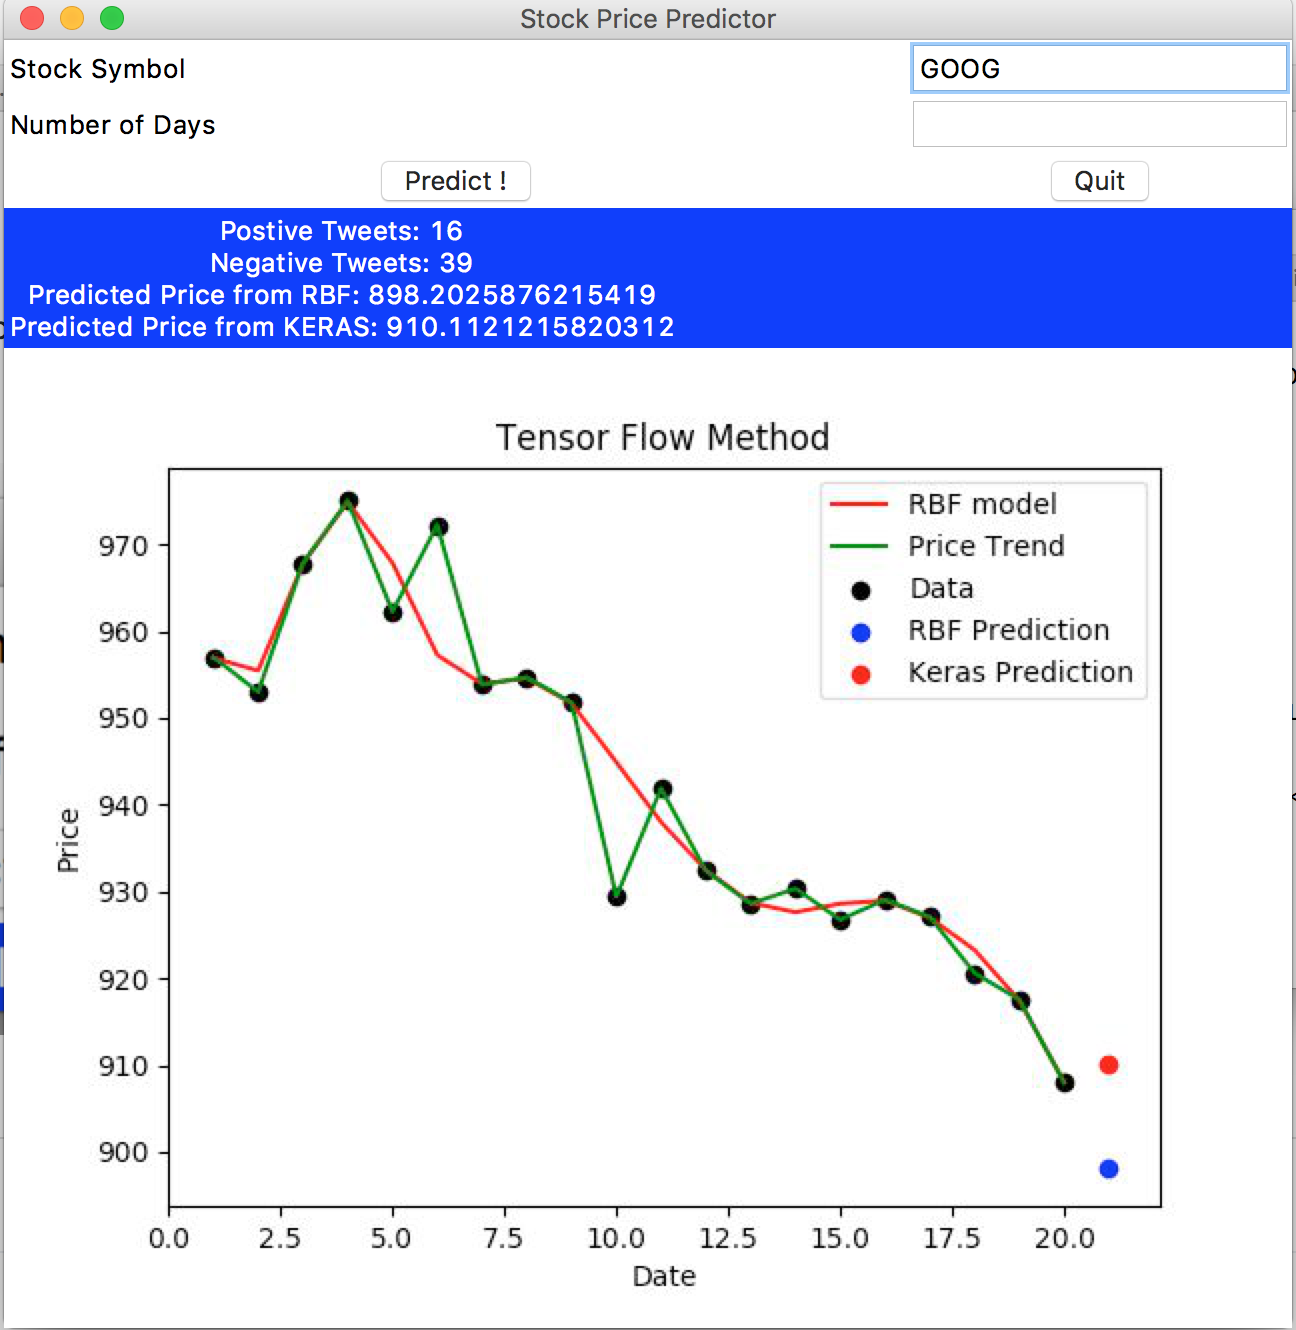 Stock Price Predictor
Stock Symbol GOOG
Number of Days
Predict ! Quit
Postive Tweets: 16
Negative Tweets: 39
Predicted Price from RBF: 898.2025876215419
Predicted Price from KERAS: 910.1121215820312
Tensor Flow Method
RBF model
Price Trend
Data
RBF Prediction
Keras Prediction
970
960
950
940
930
920
910
900
Price
0.0 2.5 5.0 7.5 10.0 12.5 15.0 17.5 20.0
Date